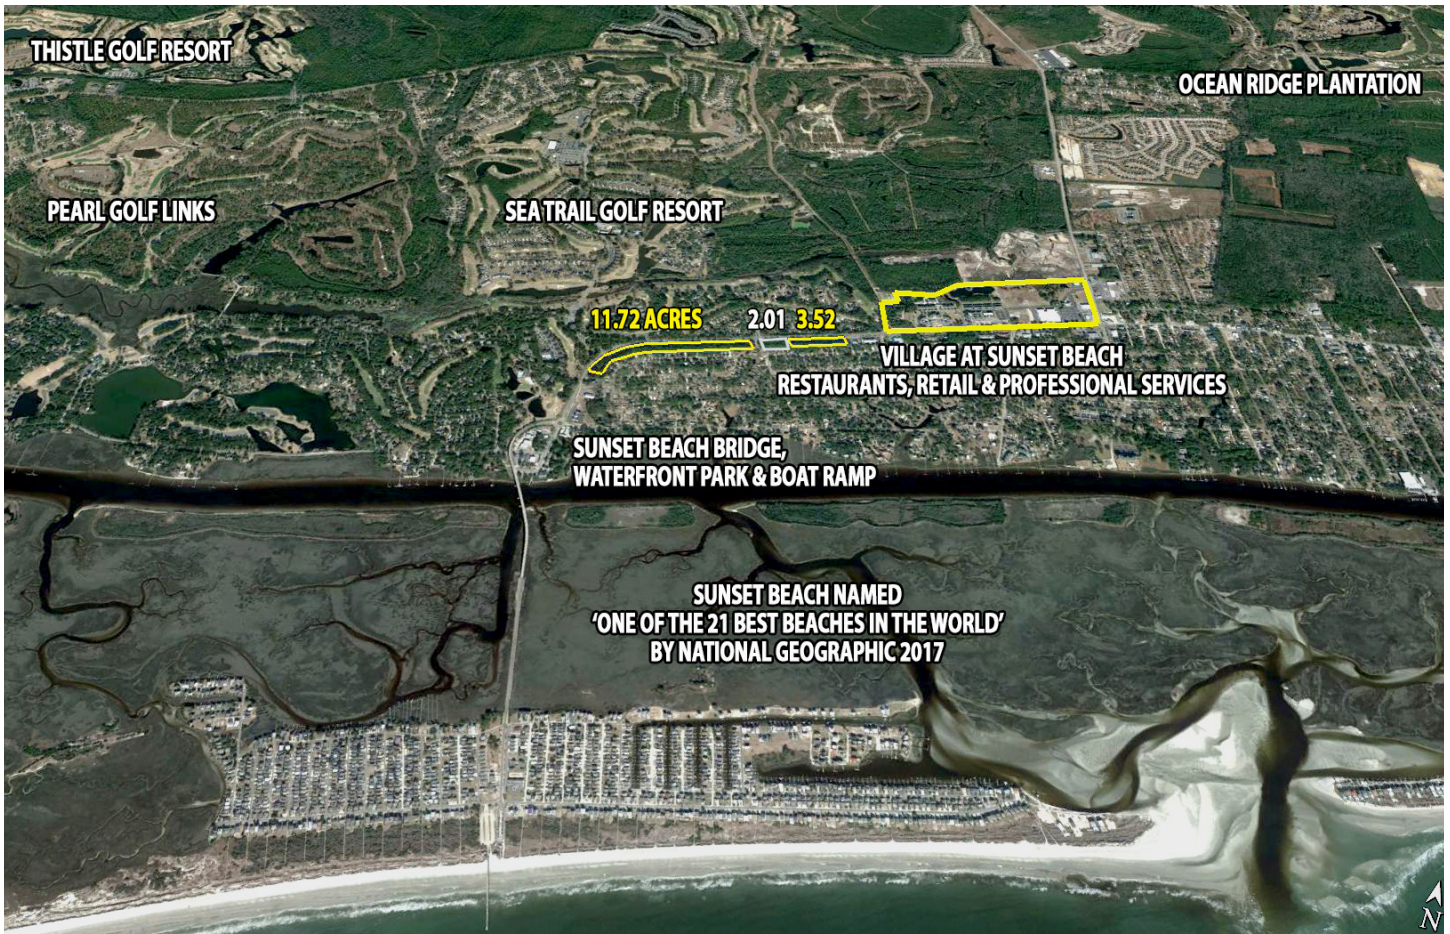 THISTLE GOLF RESORT
OCEAN RIDGE PLANTATION
PEARL GOLF LINKS
SEA TRAIL GOLF RESORT
11.72 ACRES
2.01
3.52
VILLAGE AT SUNSET BEACH
RESTAURANTS, RETAIL & PROFESSIONAL SERVICES
SUNSET BEACH BRIDGE,
WATERFRONT PARK & BOAT RAMP
SUNSET BEACH NAMED
'ONE OF THE 21 BEST BEACHES IN THE WORLD'
BY NATIONAL GEOGRAPHIC 2017
N